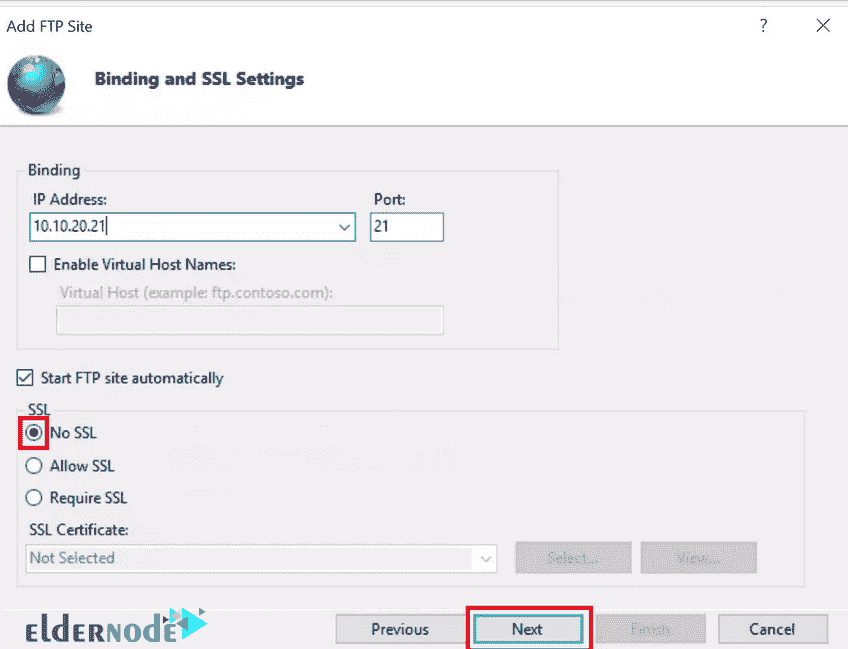 Add FTP Site ?
Binding and SSL Settings
Binding
IP Address: Port:
10.10.20.21 21
Enable Virtual Host Names:
Virtual Host (example: ftp.contoso.com):
Start FTP site automatically
SSL
No SSL
Allow SSL
Require SSL
SSL Certificate:
Not Selected Select... View...
ELDERNODE Previous Next Finish Cancel